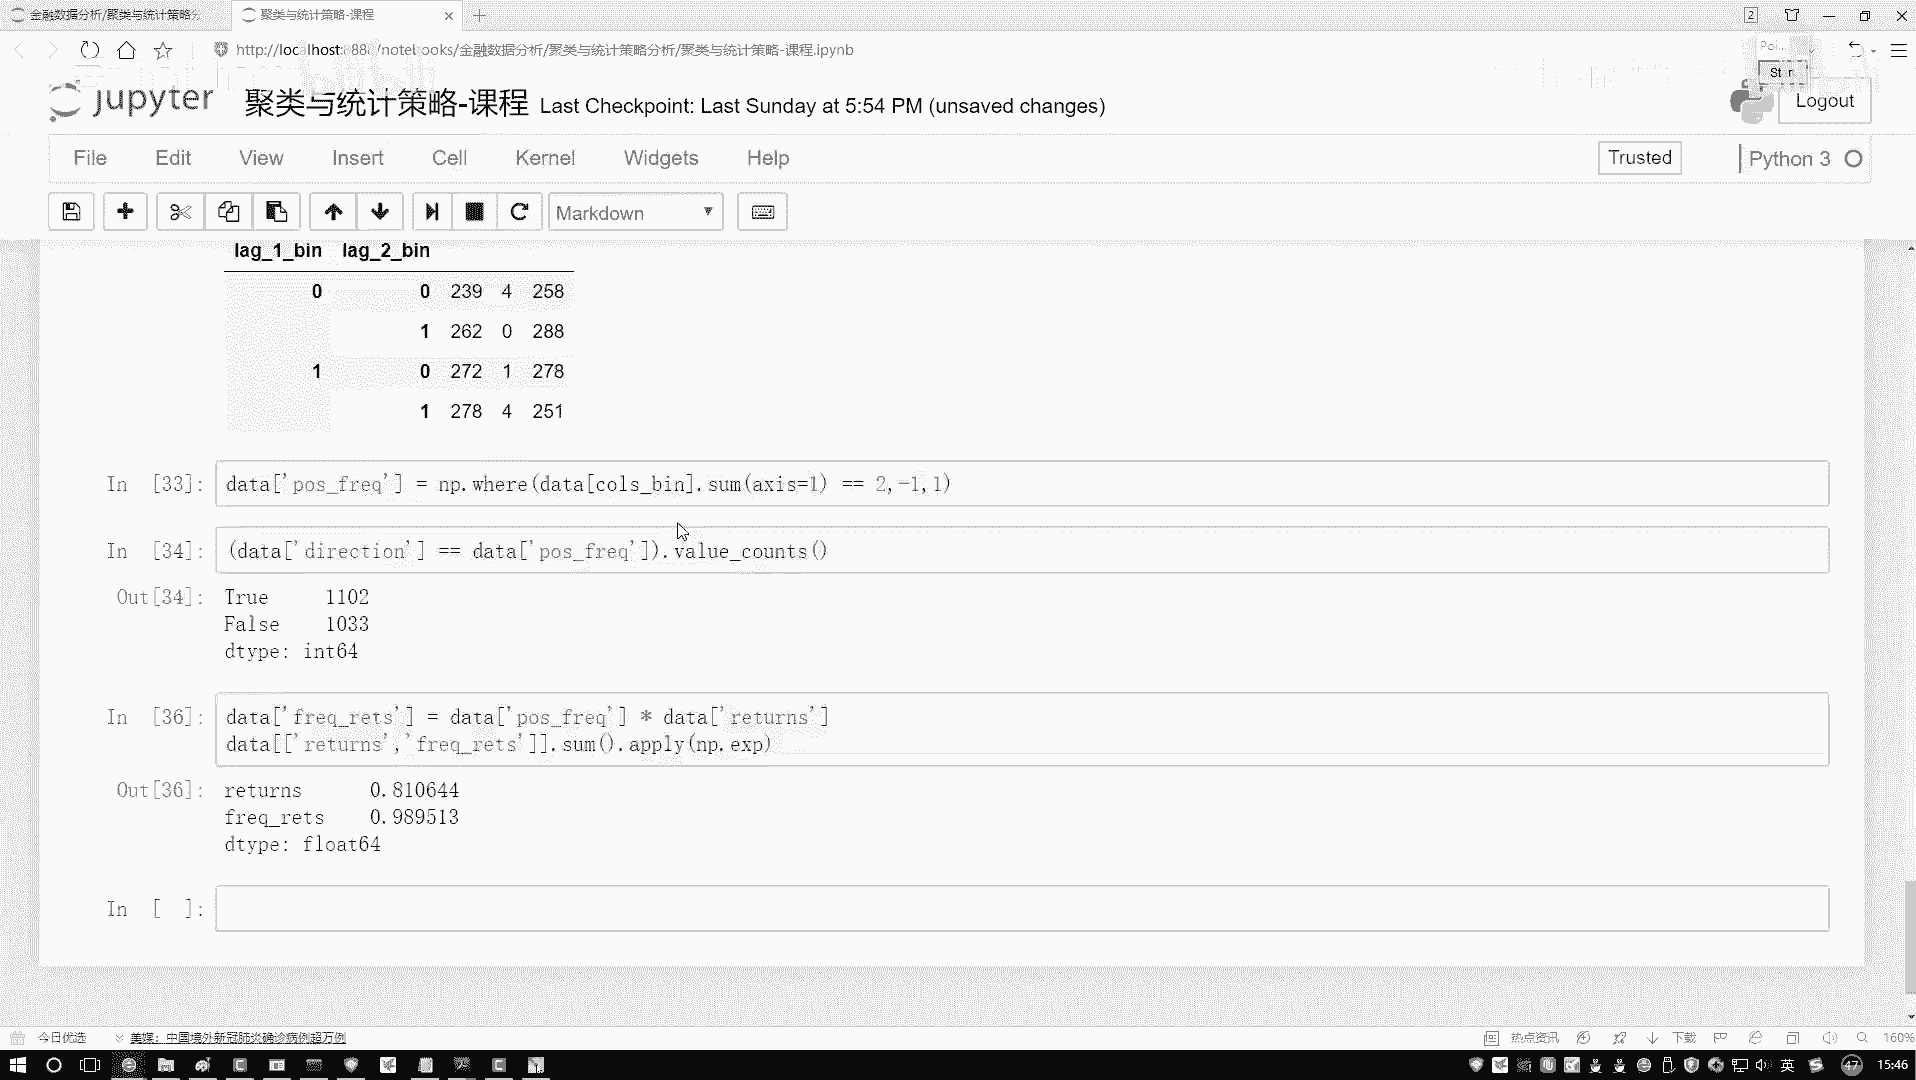 金融数据分析/聚类与统计策略分
聚类与统计策略-课程
2
http://localhost:888/notebooks/金融数据分析/聚类与统计策略分析/聚类与统计策略-课程.ipynb
jupyter
聚类与统计策略-课程 Last Checkpoint: Last Sunday at 5:54 PM (unsaved changes)
Logout
File Edit View Insert Cell Kernel Widgets Help
Trusted
Python 3
Markdown
lag_1_bin lag_2_bin
0 0 239 4 258
1 262 0 288
1 0 272 1 278
1 278 4 251
In [33]: data['pos_freq'] = np.where(data[cols_bin].sum(axis=1) == 2,-1,1)
In [34]: (data['direction'] == data['pos_freq']).value_counts()
Out[34]: True 1102
False 1033
dtype: int64
In [36]: data['freq_rets'] = data['pos_freq'] * data['returns']
data[['returns','freq_rets']].sum().apply(np.exp)
Out[36]: returns 0.810644
freq_rets 0.989513
dtype: float64
In [ ]:
今日优选
美媒：中国境外新冠肺炎确诊病例超万例
热点资讯
下载
160%
英
47
15:46